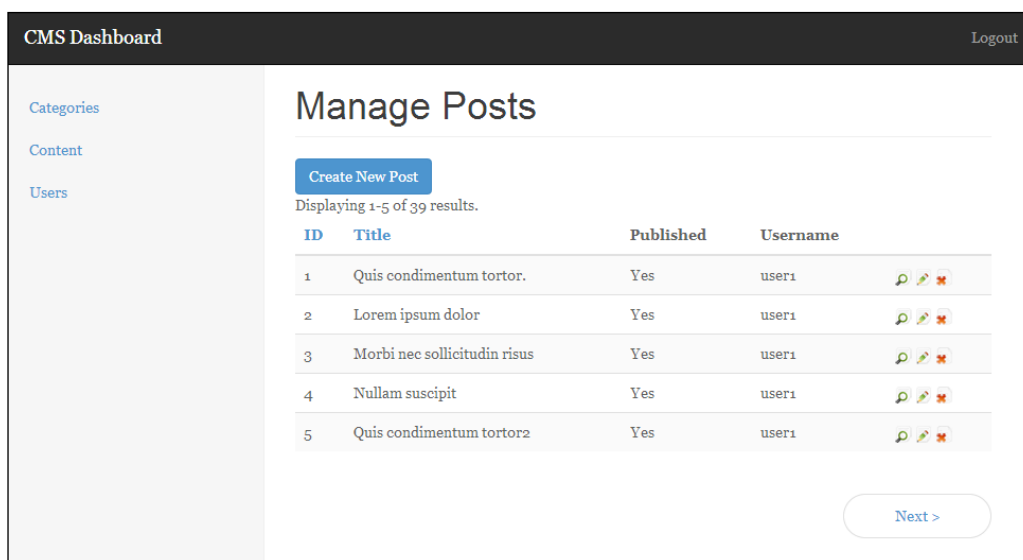 CMS Dashboard Logout
Categories
Content
Users
Manage Posts
Create New Post
Displaying 1-5 of 39 results.
ID Title Published Username
1 Quis condimentum tortor. Yes user1
2 Lorem ipsum dolor Yes user1
3 Morbi nec sollicitudin risus Yes user1
4 Nullam suscipit Yes user1
5 Quis condimentum tortor2 Yes user1
Next >